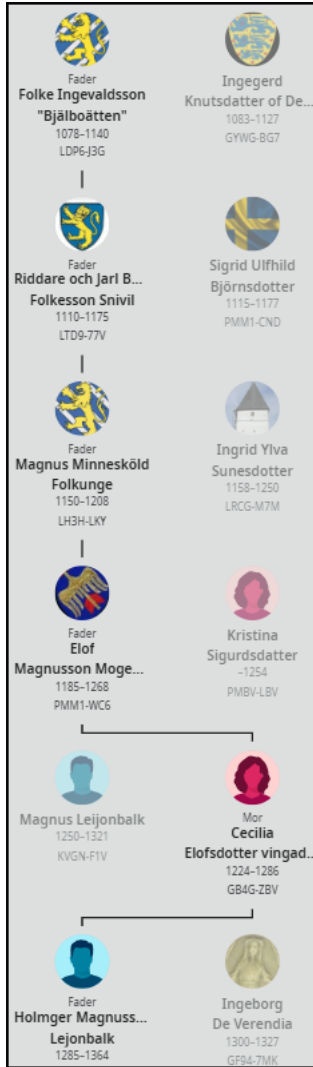 Fader
Folke Ingevaldsson
"Bjälboätten"
1078–1140
LDP6-J3G
Ingegerd
Knutsdatter of De...
1083–1127
GYWG-BG7
Fader
Riddare och Jarl B...
Folkesson Snivil
1110–1175
LTD9-77V
Sigrid Ulfhild
Björnsdotter
1115–1177
PMM1-CND
Fader
Magnus Minnesköld
Folkunge
1150–1208
LH3H-LKY
Ingrid Ylva
Sunesdotter
1158–1250
LRCG-M7M
Fader
Elof
Magnusson Moge...
1185–1268
PMM1-WC6
Kristina
Sigurdsdatter
–1254
PMBV-LBV
Magnus Leijonbalk
1250–1321
KVGN-F1V
Mor
Cecilia
Elofsdotter vingad...
1224–1286
GB4G-ZBV
Fader
Holmger Magnuss...
Lejonbalk
1285–1364
Ingeborg
De Verendia
1300–1327
GF94-7MK